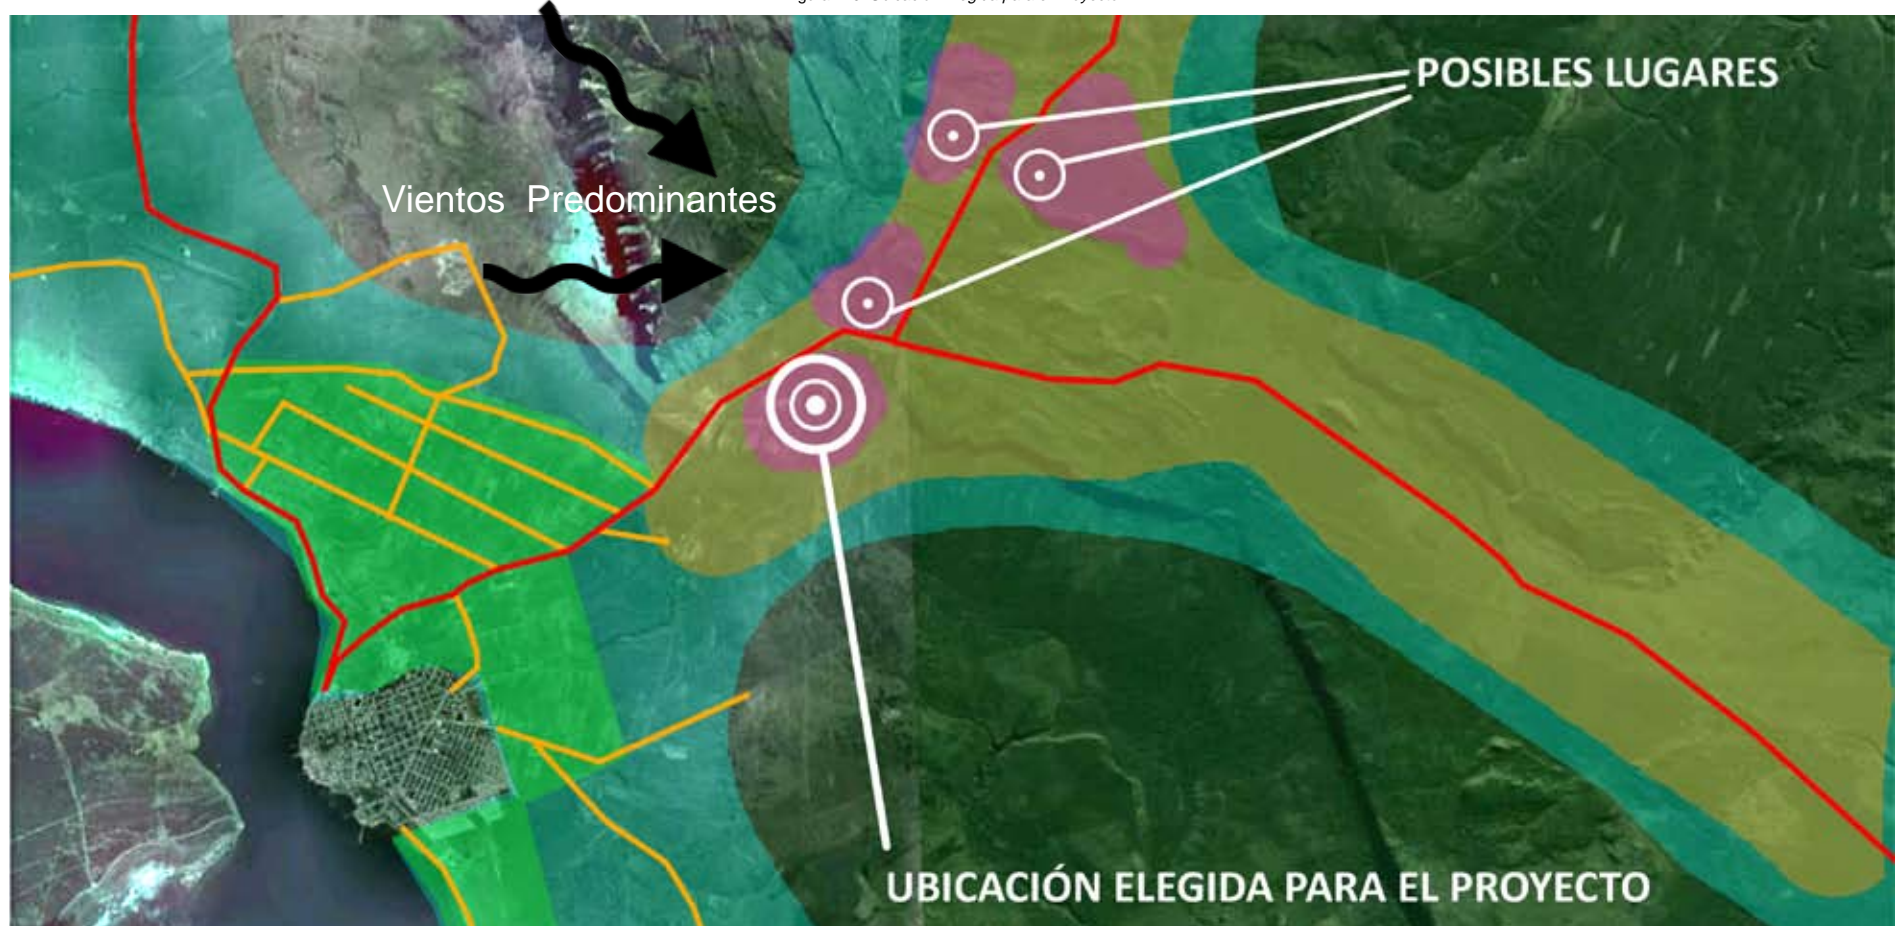 POSIBLES LUGARES
Vientos Predominantes
UBICACIÓN ELEGIDA PARA EL PROYECTO